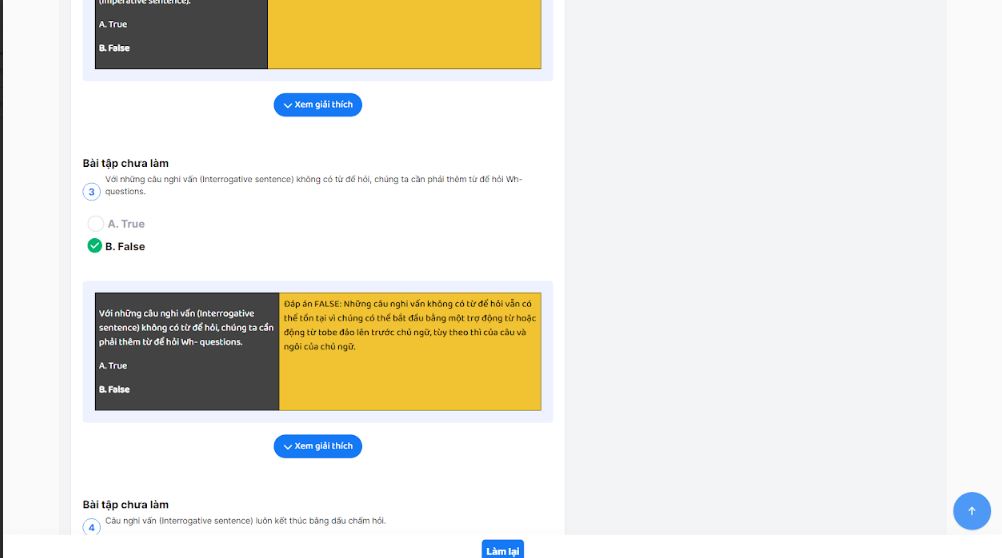 (Imperative sentence).
A. True
B. False
Xem giải thích
Bài tập chưa làm
3
Với những câu nghi vấn (Interrogative sentence) không có từ để hỏi, chúng ta cần phải thêm từ để hỏi Wh-
questions.
A. True
B. False
Với những câu nghi vấn (Interrogative
sentence) không có từ để hỏi, chúng ta cần
phải thêm từ để hỏi Wh- questions.
A. True
B. False
Đáp án FALSE: Những câu nghi vấn không có từ để hỏi vẫn có
thể tồn tại vì chúng có thể bắt đầu bằng một trợ động từ hoặc
động từ tobe đảo lên trước chủ ngữ, tùy theo thì của câu và
ngôi của chủ ngữ.
Xem giải thích
Bài tập chưa làm
4
Câu nghi vấn (Interrogative sentence) luôn kết thúc bằng dấu chấm hỏi.
Làm lại